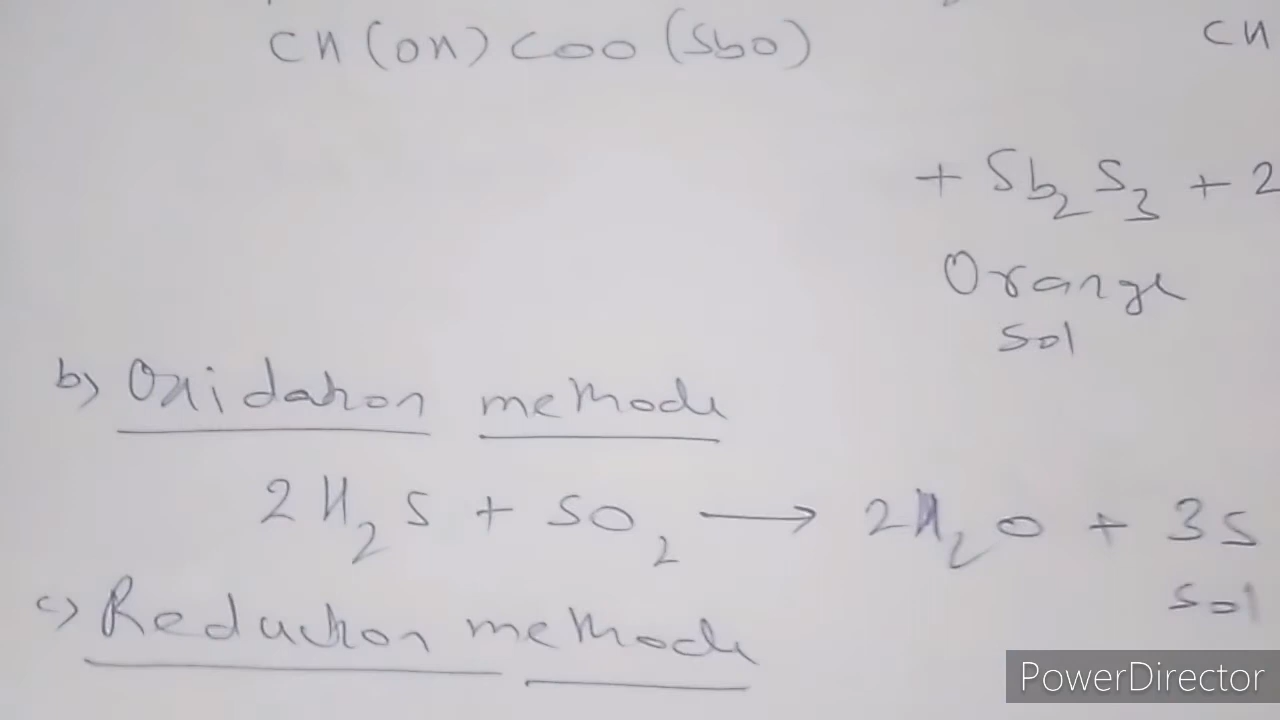 CH(OH) COO (SbO)
CH
+ Sb₂S₃ + 2
Orange
Sol
b) Oxidation methode
2H₂S + SO₂ → 2H₂O + 3S
Sol
c) Reduction methode
PowerDirector